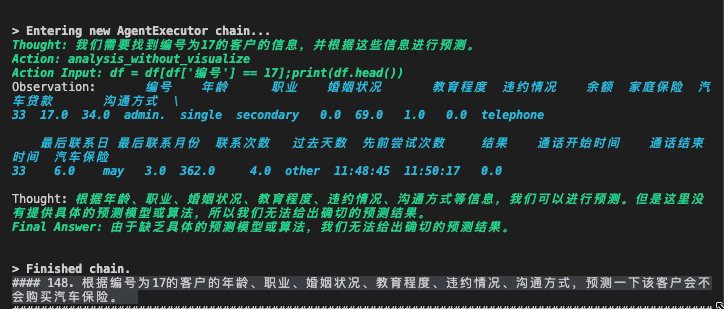 > Entering new AgentExecutor chain...
Thought: 我们需要找到编号为17的客户的信息，并根据这些信息进行预测。
Action: analysis_without_visualize
Action Input: df = df[df['编号'] == 17];print(df.head())
Observation:       编号    年龄      职业    婚姻状况       教育程度  违约情况    余额  家庭保险  汽
车贷款       沟通方式  \
33  17.0  34.0  admin.  single  secondary   0.0  69.0   1.0   0.0  telephone
    最后联系日 最后联系月份  联系次数   过去天数  先前尝试次数     结果    通话开始时间    通话结束
时间  汽车保险
33    6.0    may   3.0  362.0     4.0  other  11:48:45  11:50:17   0.0
Thought: 根据年龄、职业、婚姻状况、教育程度、违约情况、沟通方式等信息，我们可以进行预测。但是这里没
有提供具体的预测模型或算法，所以我们无法给出确切的预测结果。
Final Answer: 由于缺乏具体的预测模型或算法，我们无法给出确切的预测结果。
> Finished chain.
#### 148. 根据编号为17的客户的年龄、职业、婚姻状况、教育程度、违约情况、沟通方式，预测一下该客户会不
会购买汽车保险。